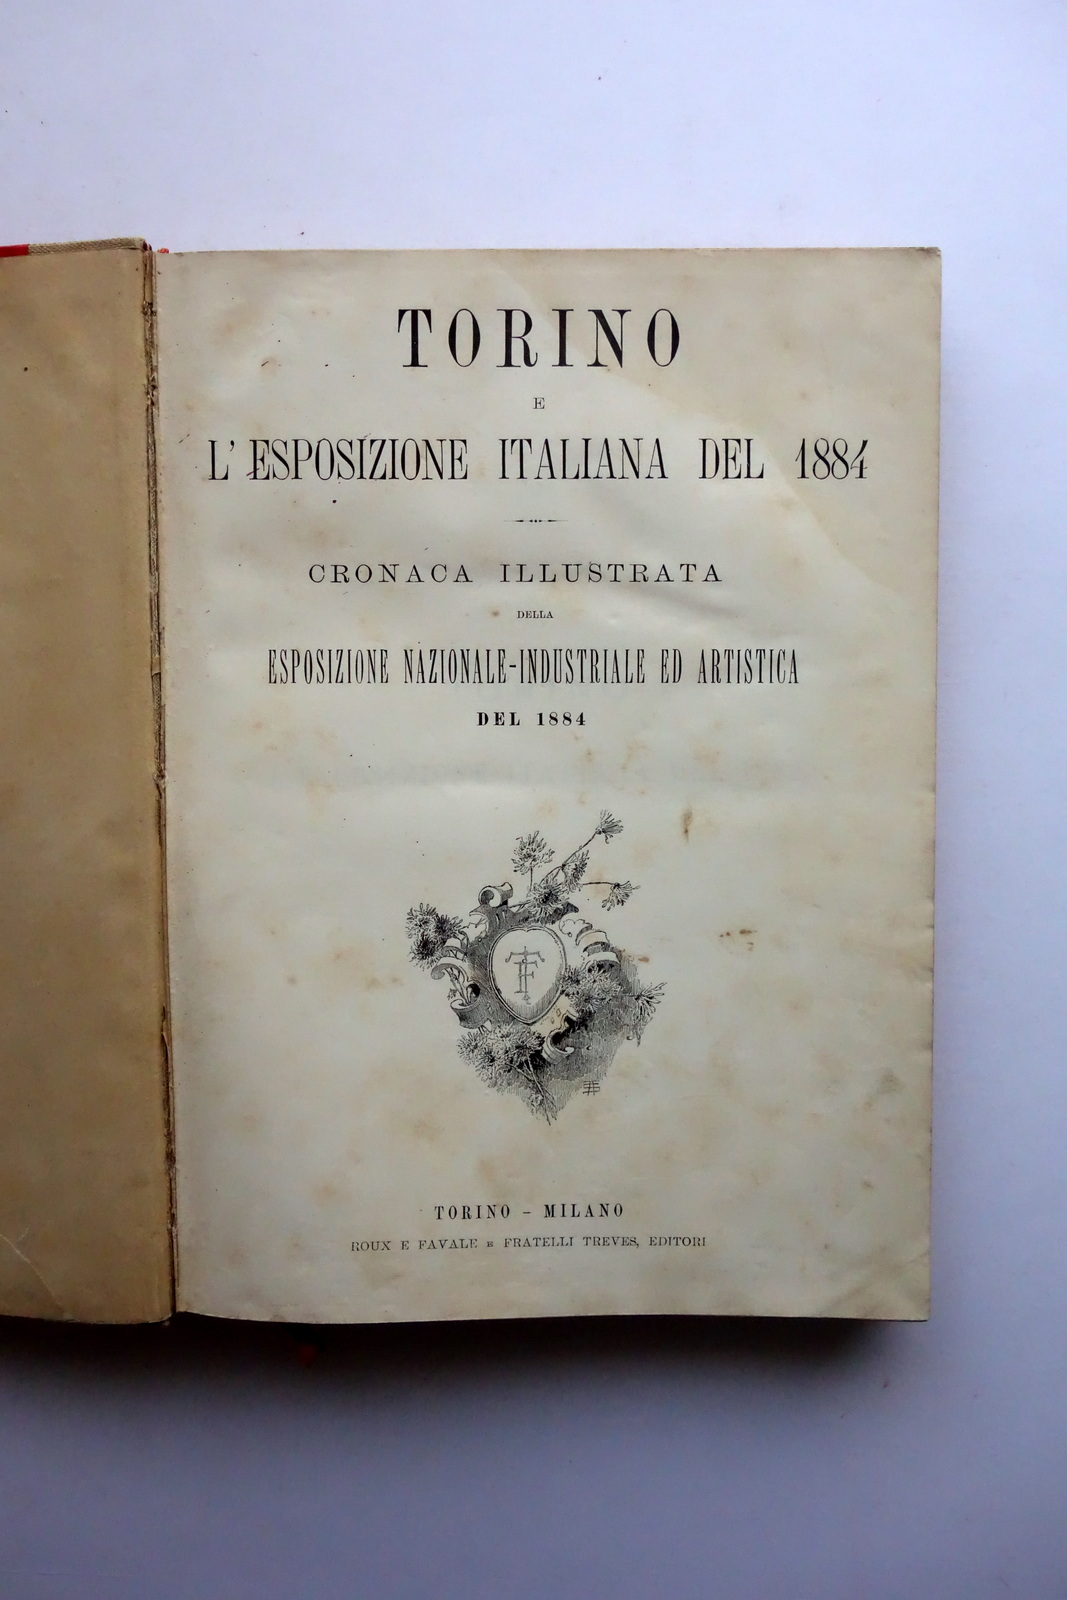 TORINO
E
L' ESPOSIZIONE ITALIANA DEL 1884
CRONACA ILLUSTRATA
DELLA
ESPOSIZIONE NAZIONALE-INDUSTRIALE ED ARTISTICA
DEL 1884
TORINO - MILANO
ROUX E FAVALE E FRATELLI TREVES, EDITORI